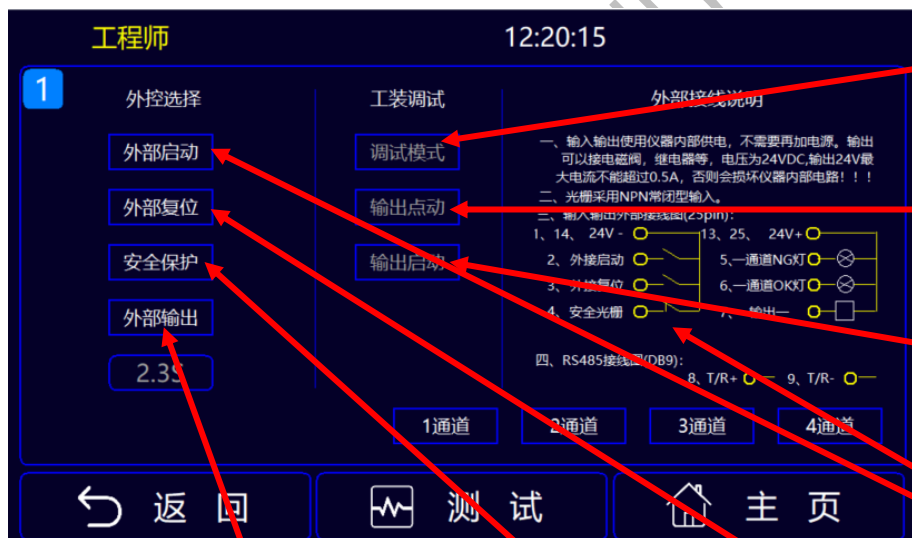 工程师
12:20:15
1
外控选择
工装调试
外部接线说明
外部启动
调试模式
一、输入输出使用仪器内部供电，不需要再加电源。输出
可以接电磁阀，继电器等，电压为24VDC,输出24V最
大电流不能超过0.5A，否则会损坏仪器内部电路！！！
外部复位
输出点动
二、光栅采用NPN常闭型输入。
三、输入输出外部接线图(25pin):
1、14、 24V - 13、25、 24V+
安全保护
输出启动
2、外接启动 5、一通道NG灯
3、外接复位 6、一通道OK灯
外部输出
4、安全光栅 7、 输出一
2.3S
四、RS485接线图(DB9):
8、T/R+ 9、T/R-
1通道 2通道 3通道 4通道
返 回 测 试 主 页